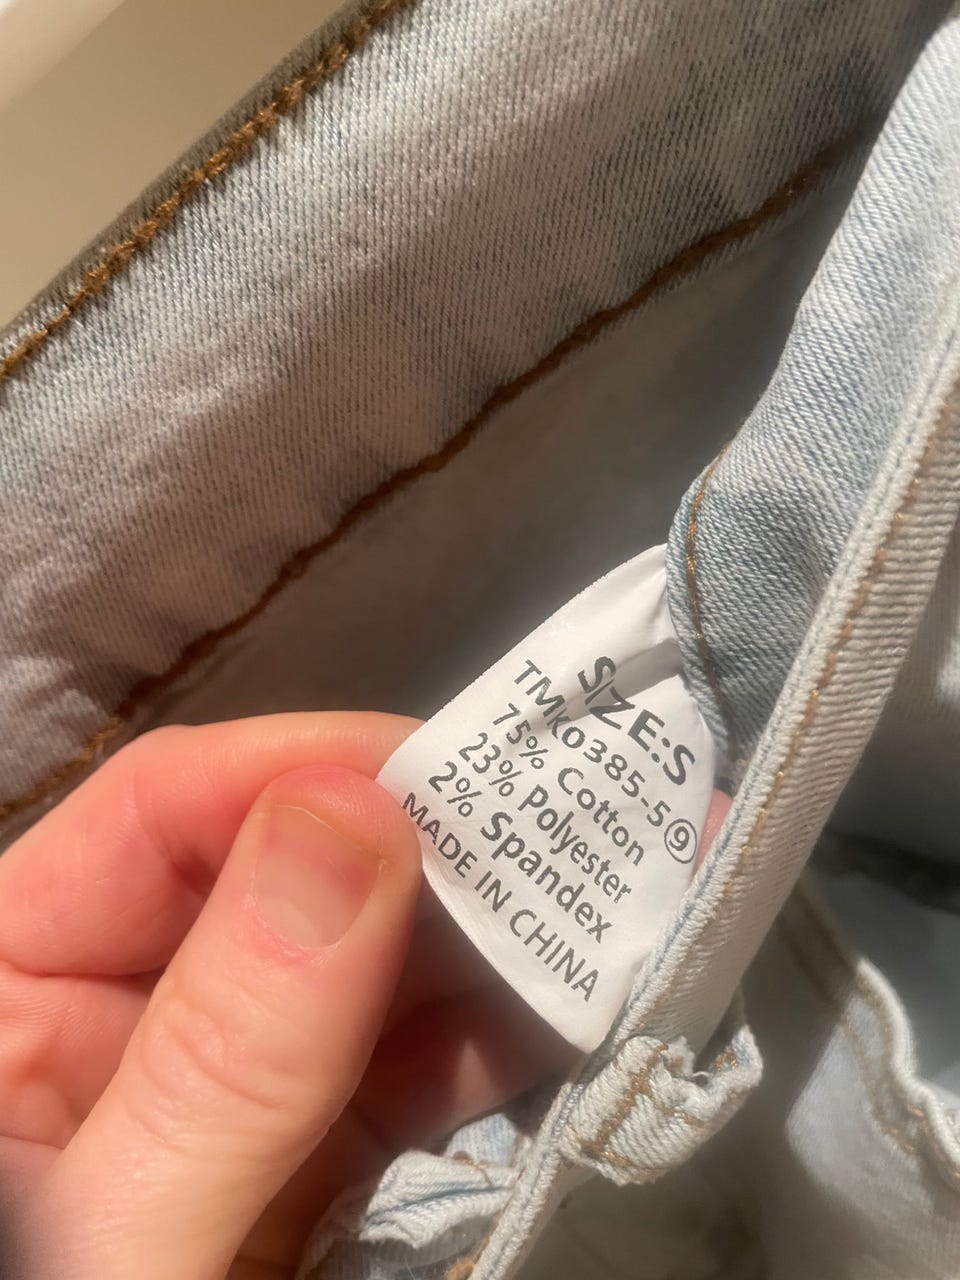 SIZE:S
TMK0385-5⑨
75% Cotton
23% Polyester
2% Spandex
MADE IN CHINA